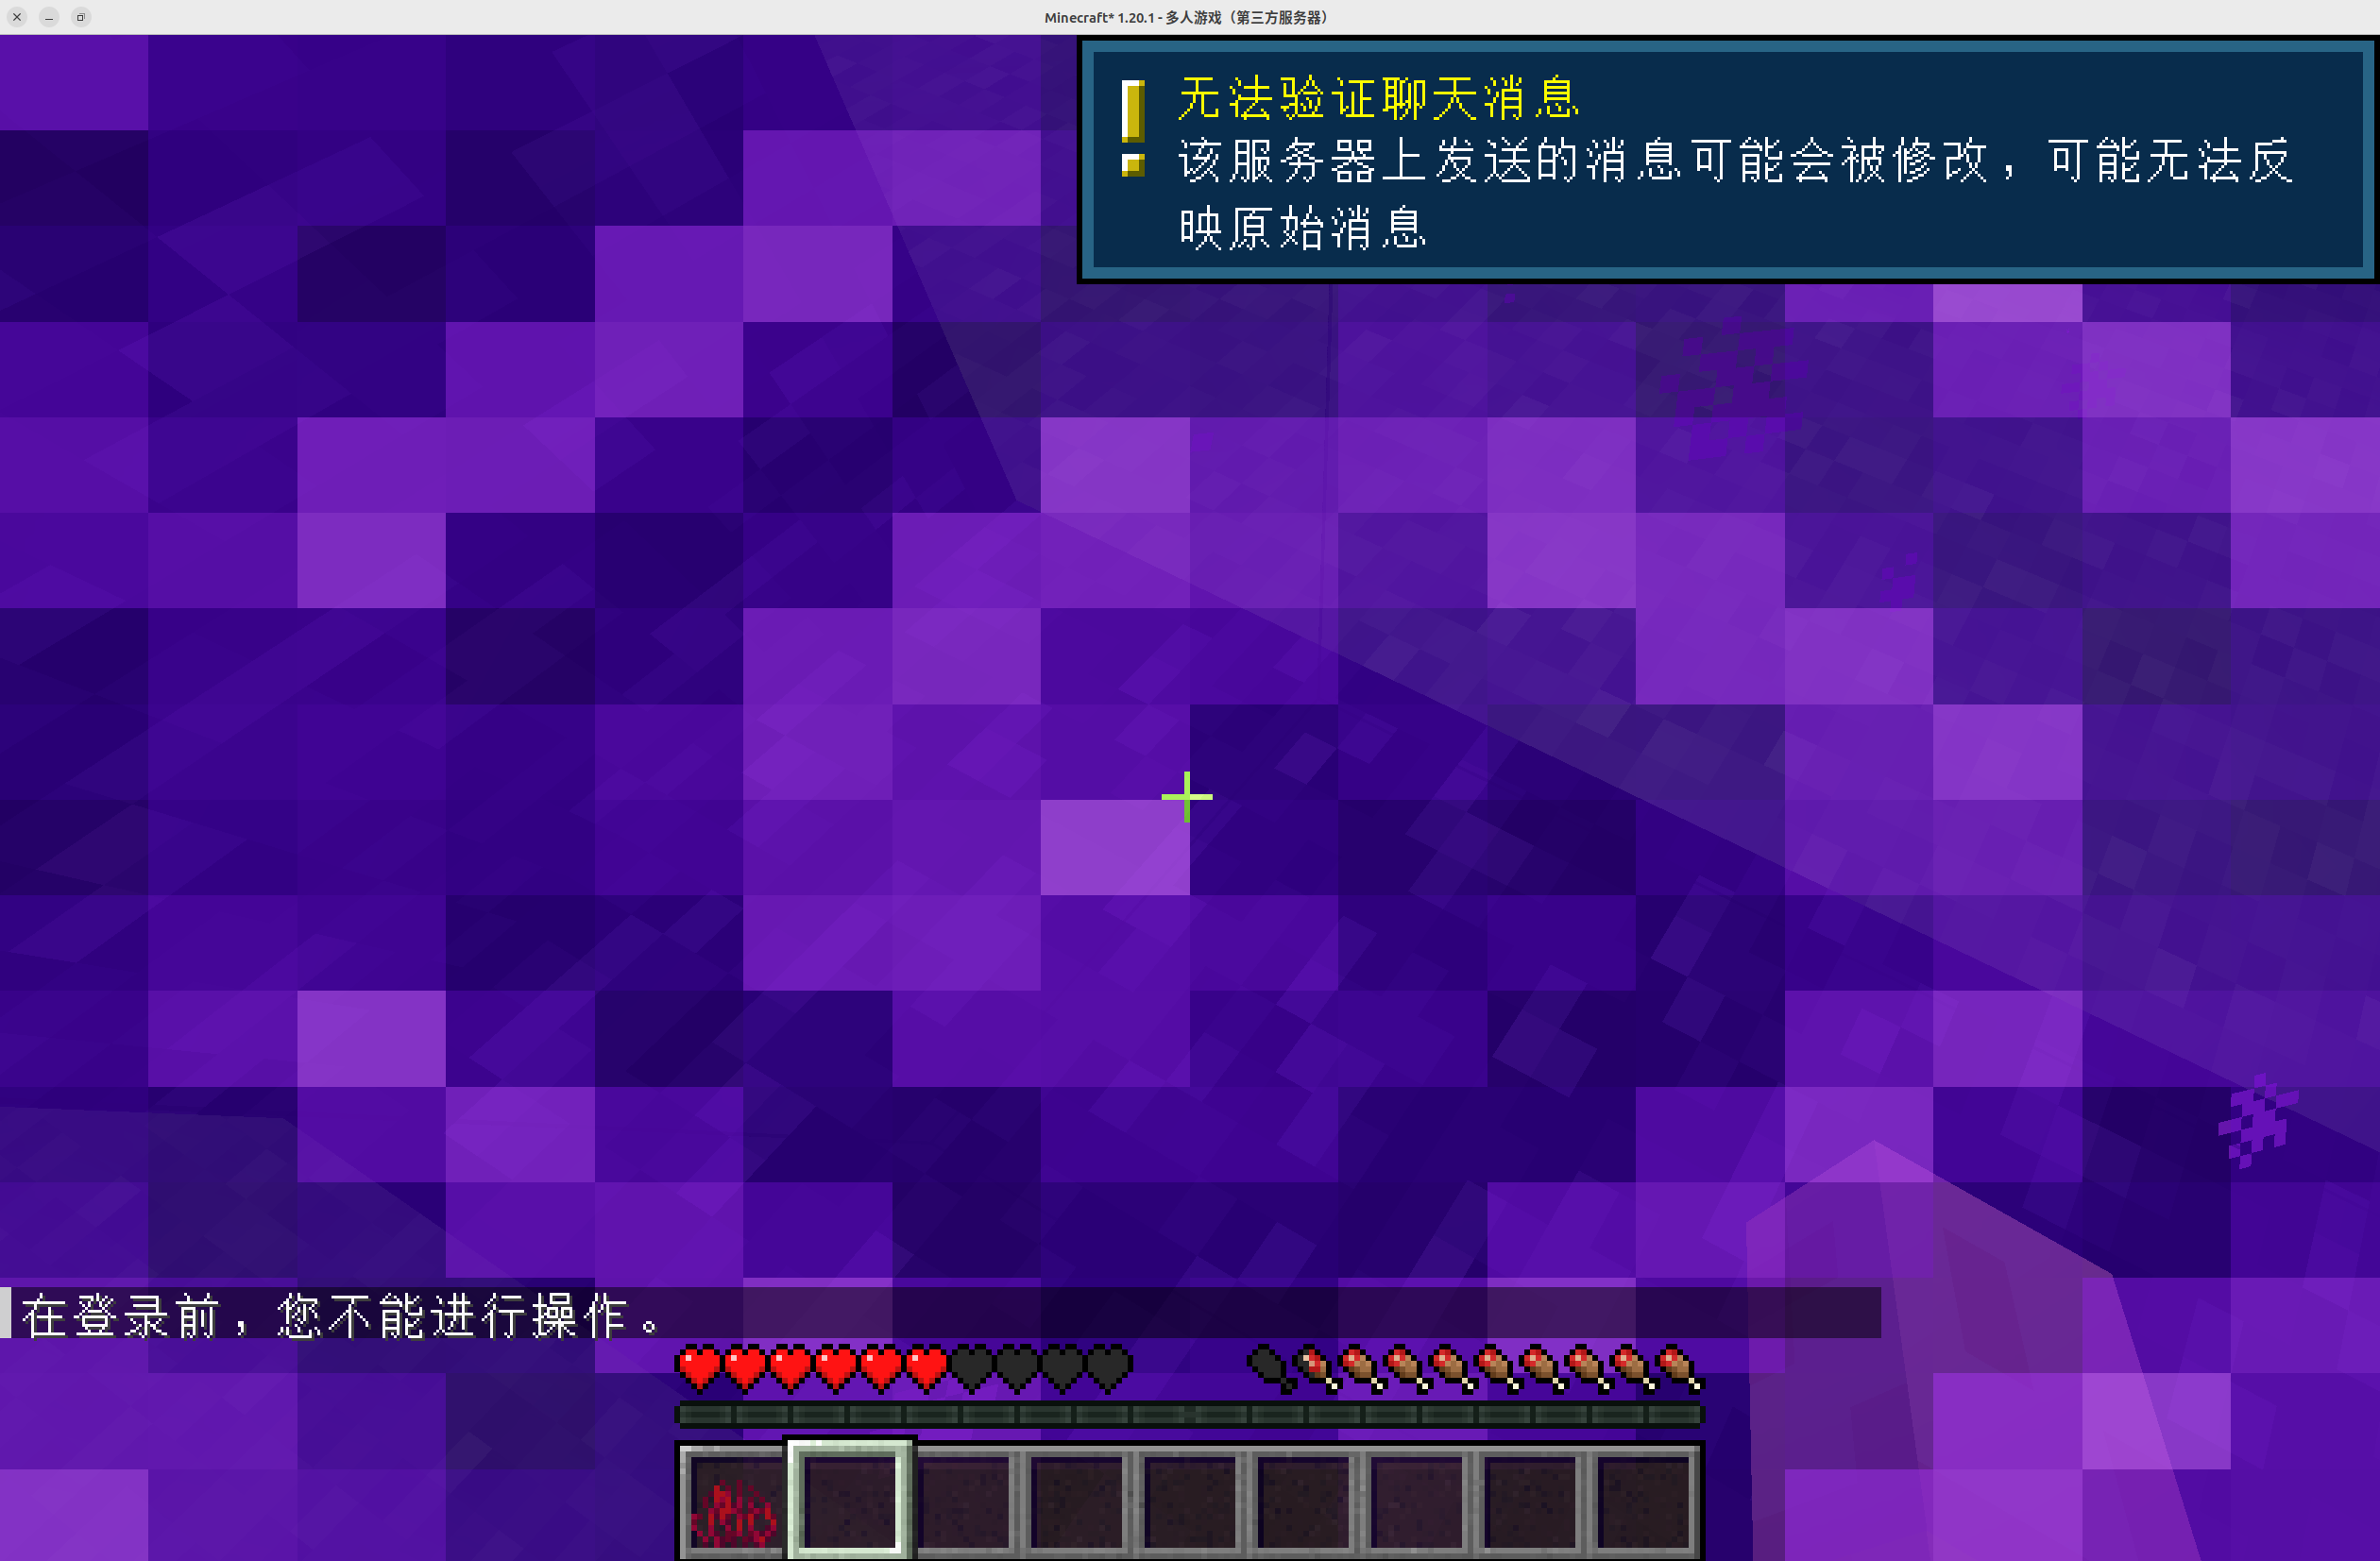 Minecraft* 1.20.1 - 多人游戏（第三方服务器）
无法验证聊天消息
该服务器上发送的消息可能会被修改，可能无法反
映原始消息
在登录前，您不能进行操作。